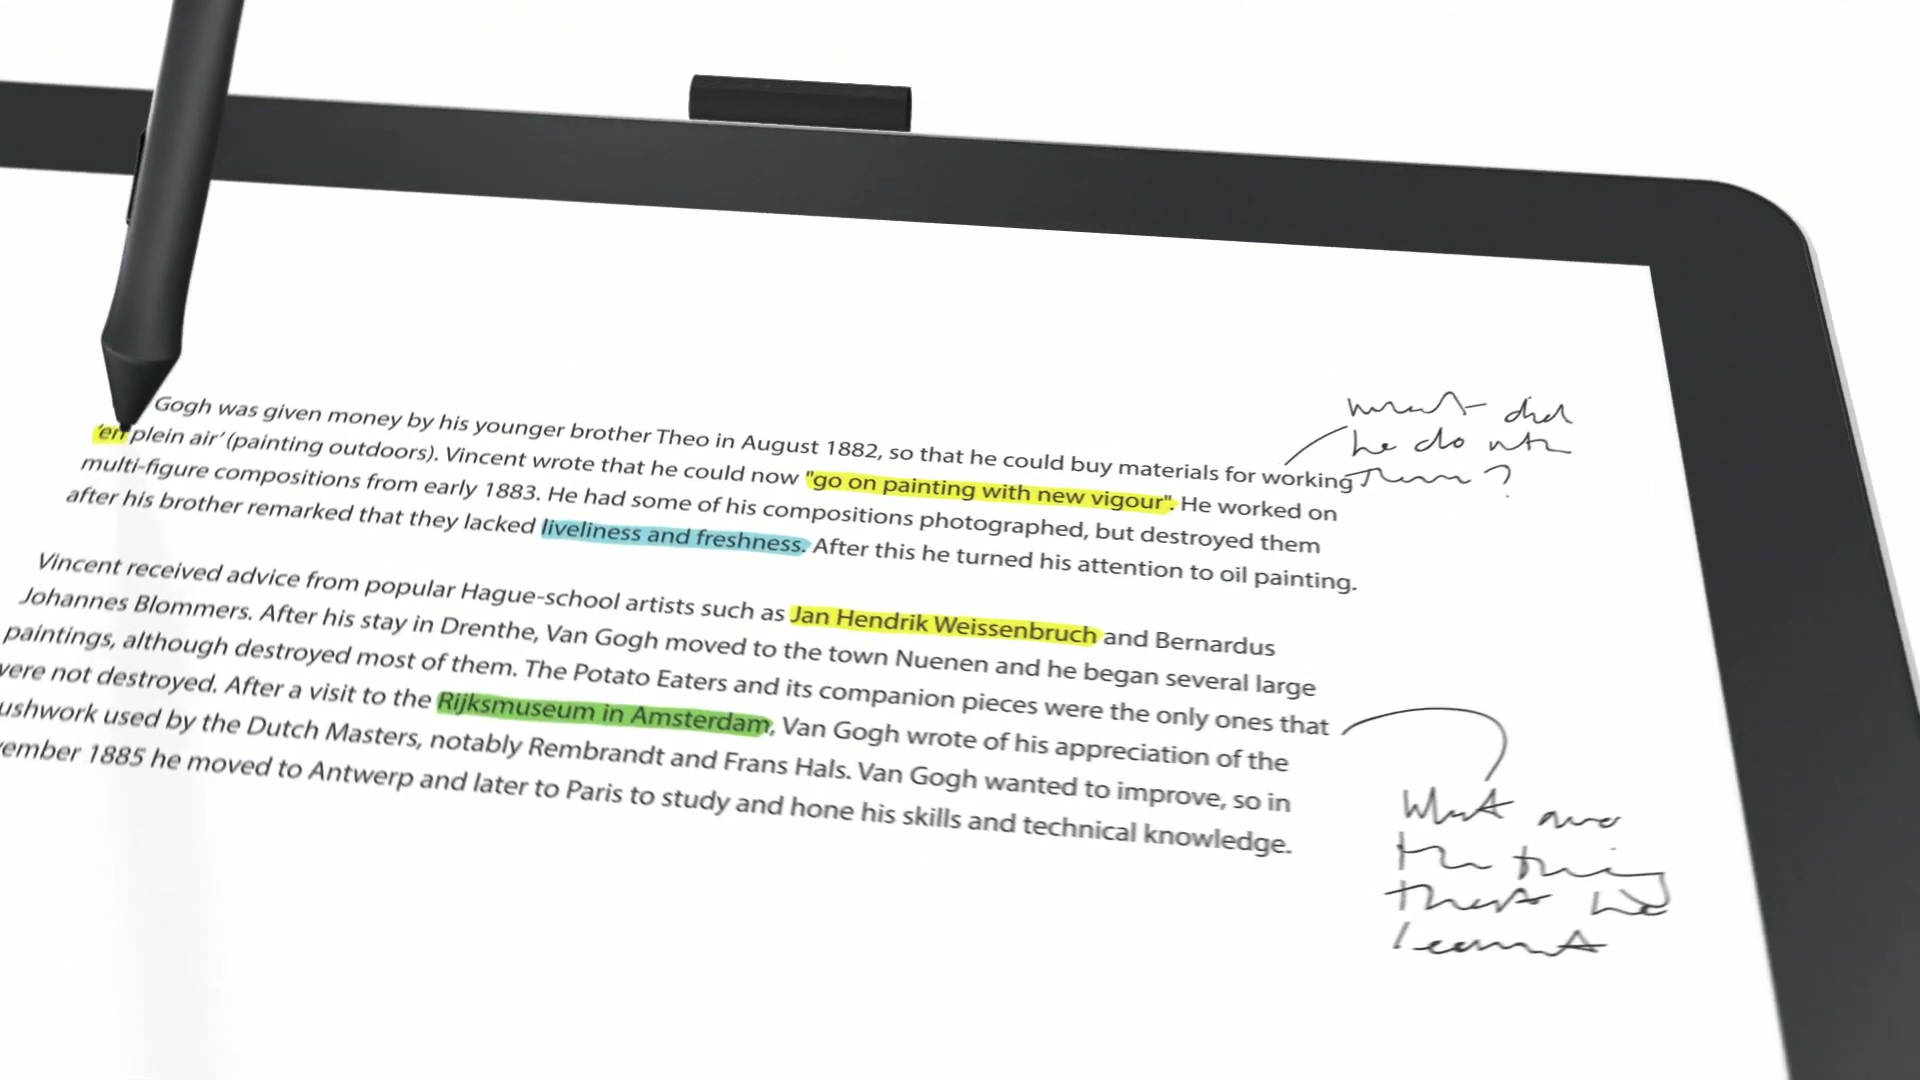 Gogh was given money by his younger brother Theo in August 1882, so that he could buy materials for working
'en plein air' (painting outdoors). Vincent wrote that he could now "go on painting with new vigour". He worked on
multi-figure compositions from early 1883. He had some of his compositions photographed, but destroyed them
after his brother remarked that they lacked liveliness and freshness. After this he turned his attention to oil painting.
Vincent received advice from popular Hague-school artists such as Jan Hendrik Weissenbruch and Bernardus
Johannes Blommers. After his stay in Drenthe, Van Gogh moved to the town Nuenen and he began several large
paintings, although destroyed most of them. The Potato Eaters and its companion pieces were the only ones that
were not destroyed. After a visit to the Rijksmuseum in Amsterdam, Van Gogh wrote of his appreciation of the
ushwork used by the Dutch Masters, notably Rembrandt and Frans Hals. Van Gogh wanted to improve, so in
vember 1885 he moved to Antwerp and later to Paris to study and hone his skills and technical knowledge.
what did
he do with
them?
What are
the things
that he
learnt